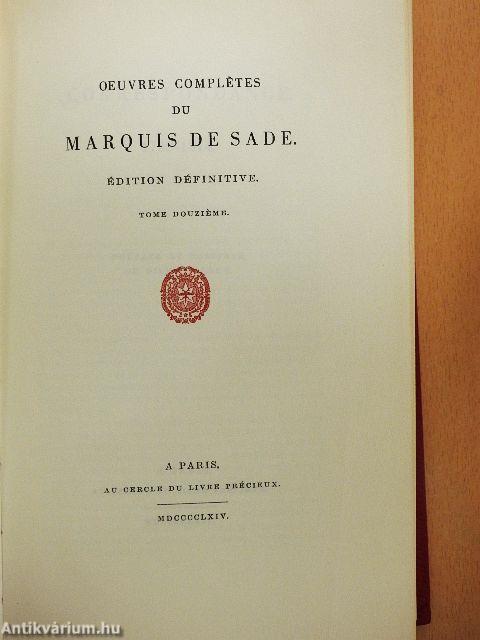 OEUVRES COMPLÈTES
DU
MARQUIS DE SADE.
ÉDITION DÉFINITIVE.
TOME DOUZIÈME.
A PARIS,
AU CERCLE DU LIVRE PRÉCIEUX.
MDCCCCLXIV.
Antikvárium.hu